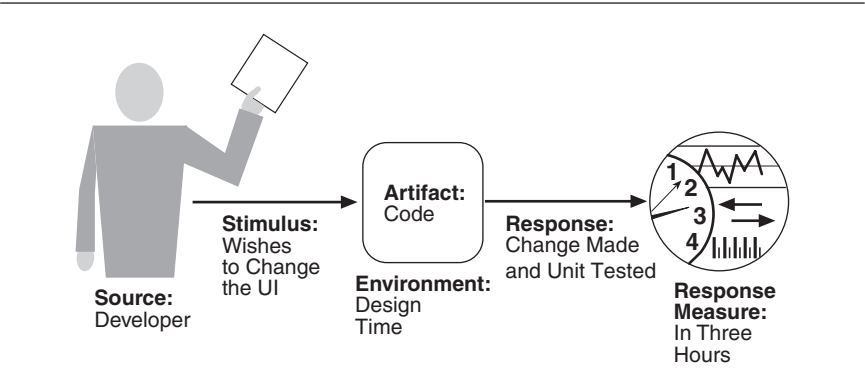 Source:
Developer
Stimulus:
Wishes
to Change
the UI
Artifact:
Code
Environment:
Design
Time
Response:
Change Made
and Unit Tested
1
2
3
4
Response
Measure:
In Three
Hours